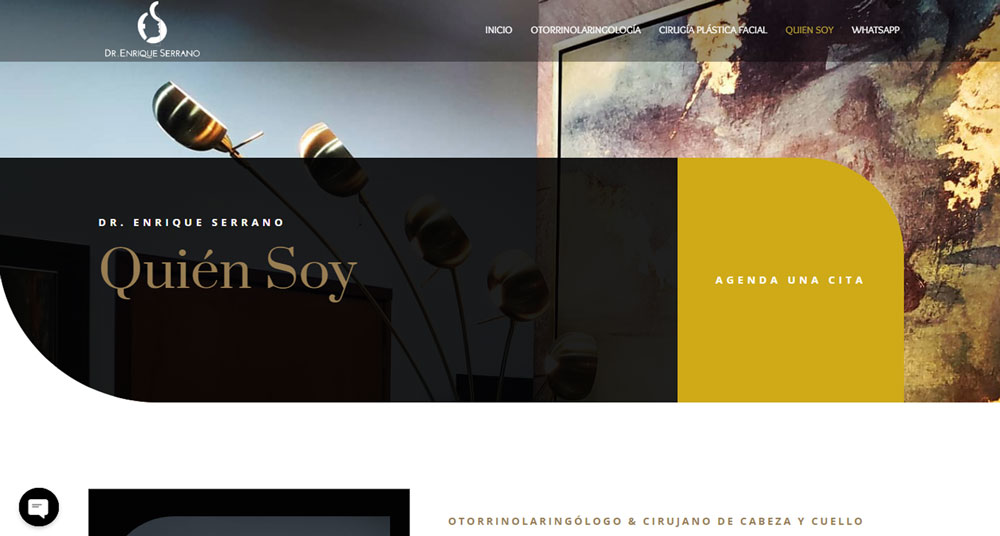 DR. ENRIQUE SERRANO
INICIO OTORRINOLARINGOLOGÍA CIRUGÍA PLÁSTICA FACIAL QUIEN SOY WHATSAPP
DR. ENRIQUE SERRANO
Quién Soy
AGENDA UNA CITA
OTORRINOLARINGÓLOGO & CIRUJANO DE CABEZA Y CUELLO